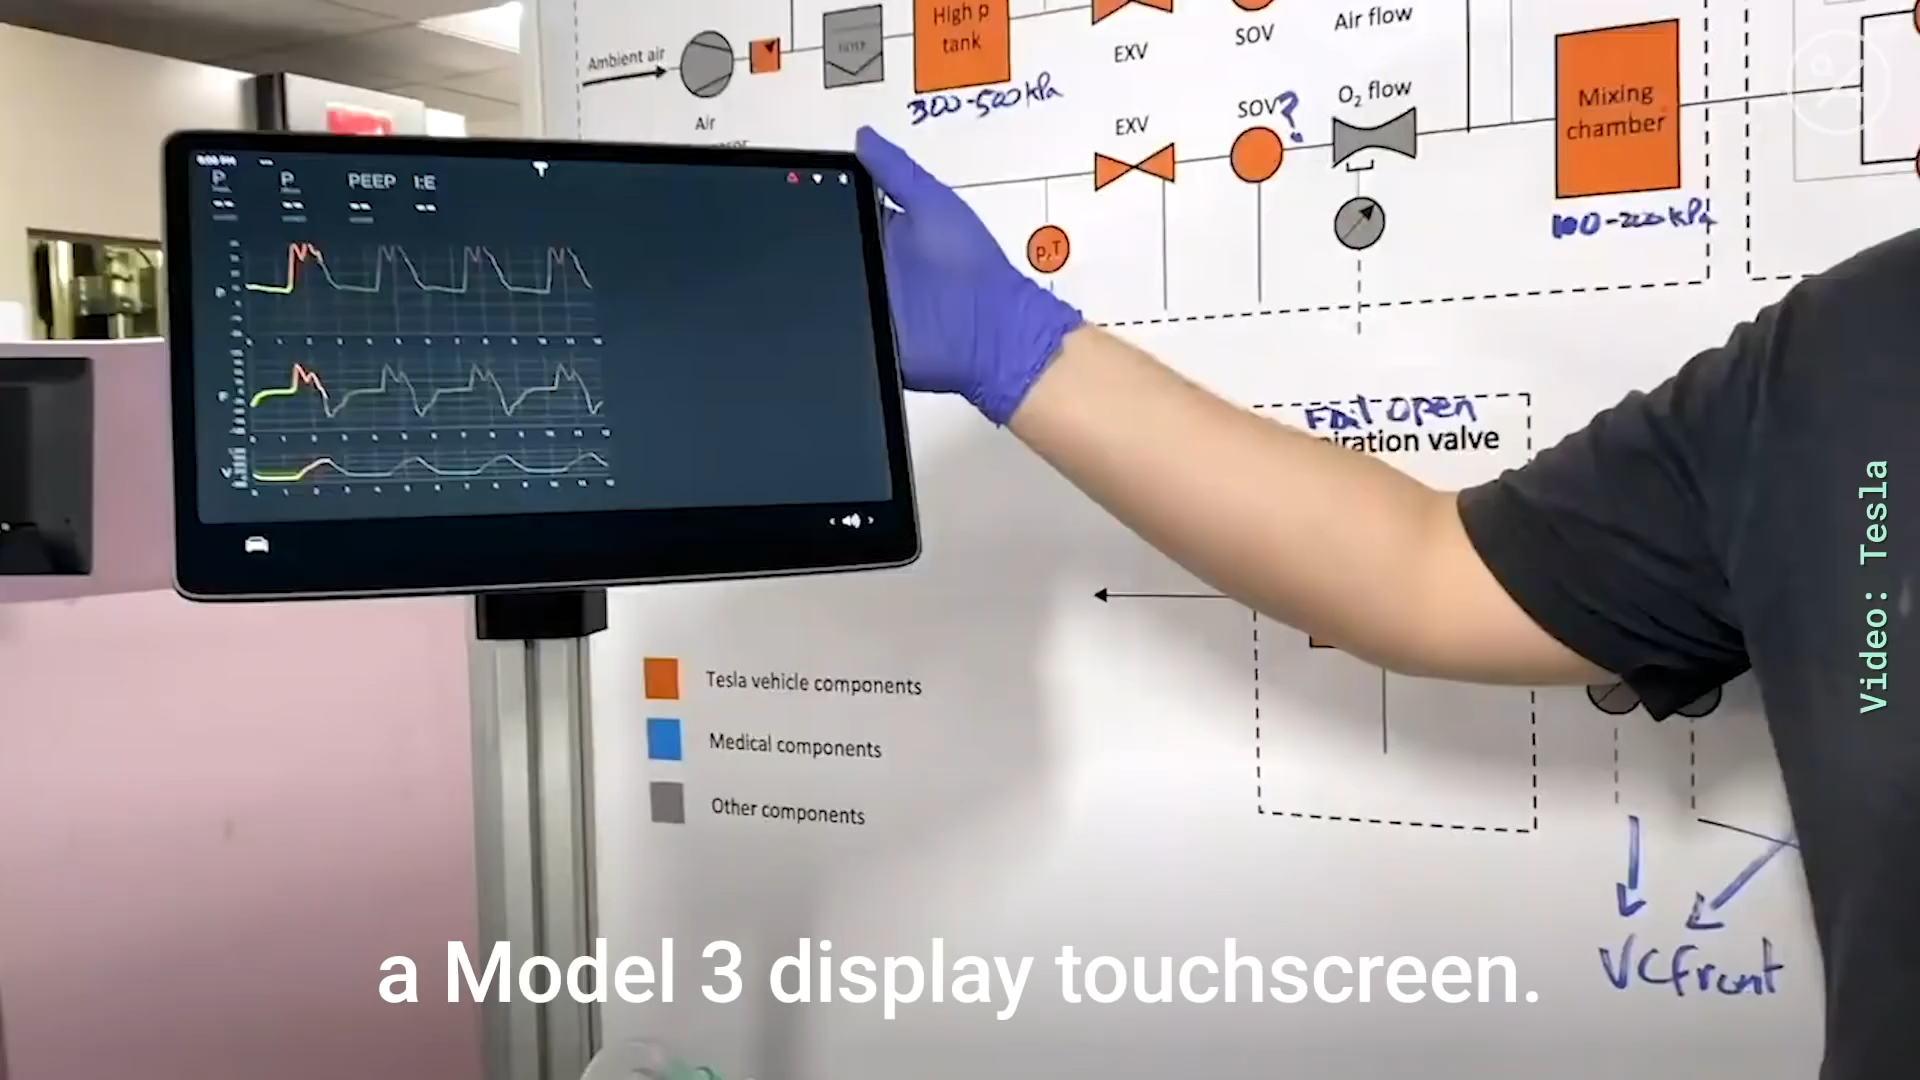 Ambient air
Air
High p
tank
300-500 kPa
EXV
SOV
Air flow
EXV
SOV?
O2 flow
Mixing
chamber
100-200 kPa
p,T
Fail open
piration valve
P
P
PEEP
I:E
Tesla vehicle components
Medical components
Other components
VCfront
Video: Tesla
a Model 3 display touchscreen.